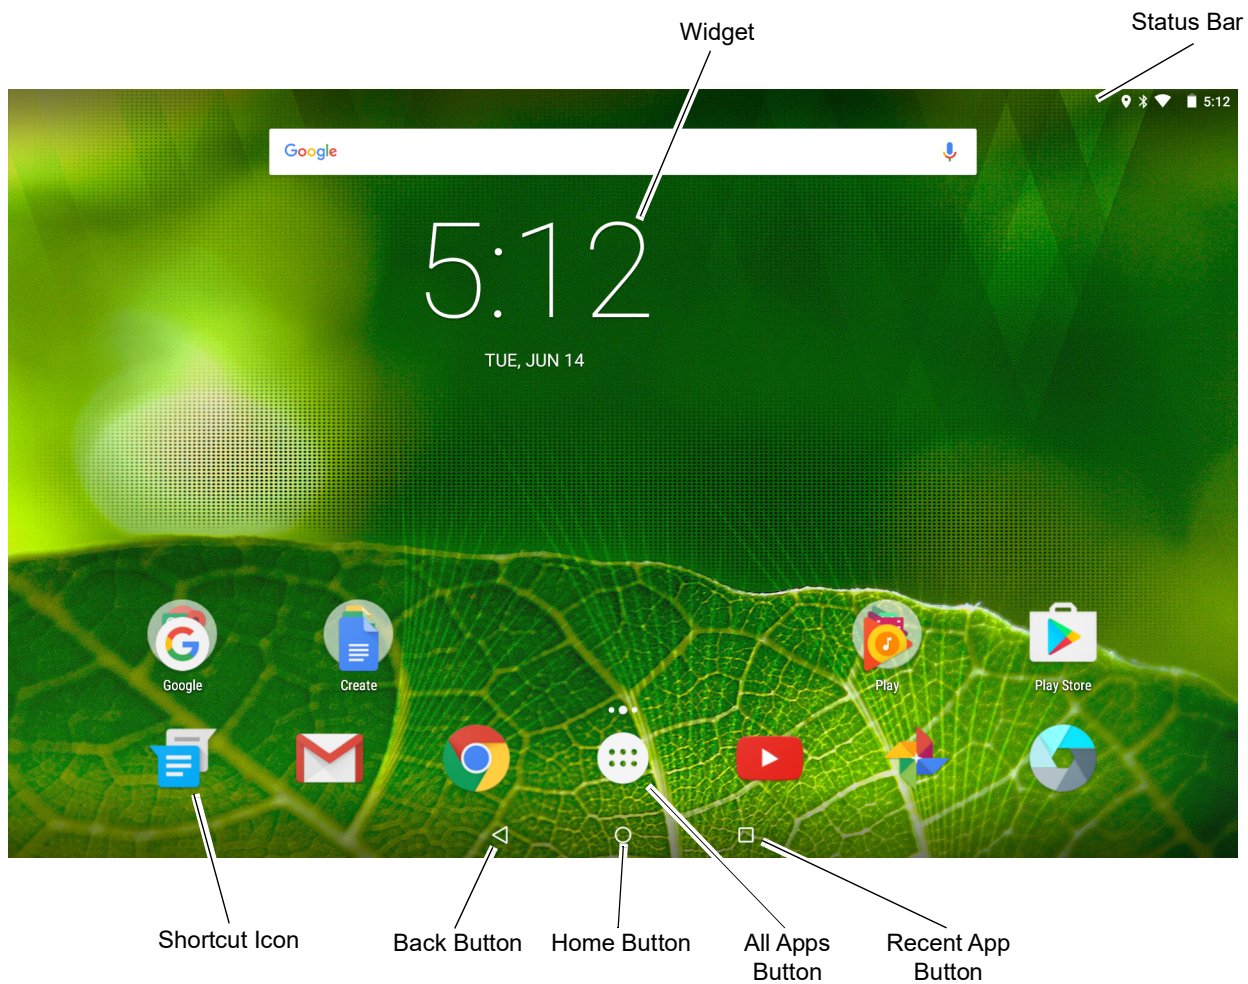 Widget
Status Bar
5:12
Google
5:12
TUE, JUN 14
Google
Create
Play
Play Store
Shortcut Icon
Back Button
Home Button
All Apps
Button
Recent App
Button